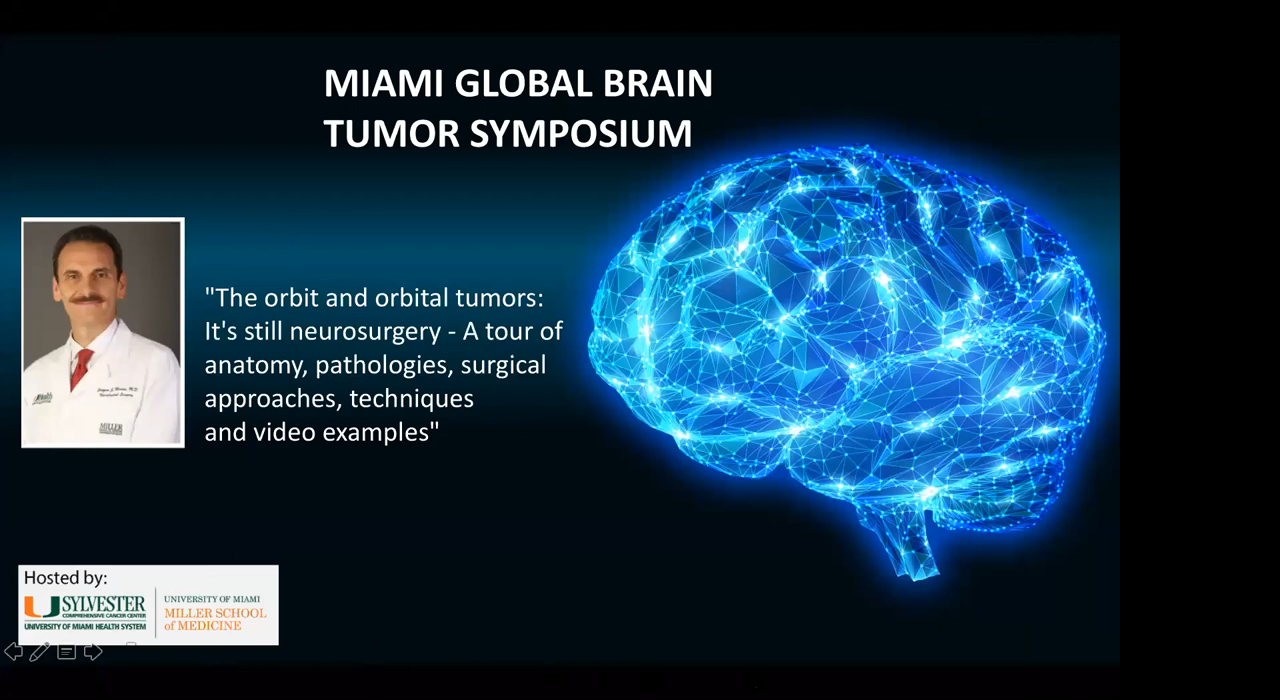 MIAMI GLOBAL BRAIN
TUMOR SYMPOSIUM
"The orbit and orbital tumors:
It's still neurosurgery - A tour of
anatomy, pathologies, surgical
approaches, techniques
and video examples"
Hosted by:
SYLVESTER
COMPREHENSIVE CANCER CENTER
UNIVERSITY OF MIAMI HEALTH SYSTEM
UNIVERSITY OF MIAMI
MILLER SCHOOL
of MEDICINE